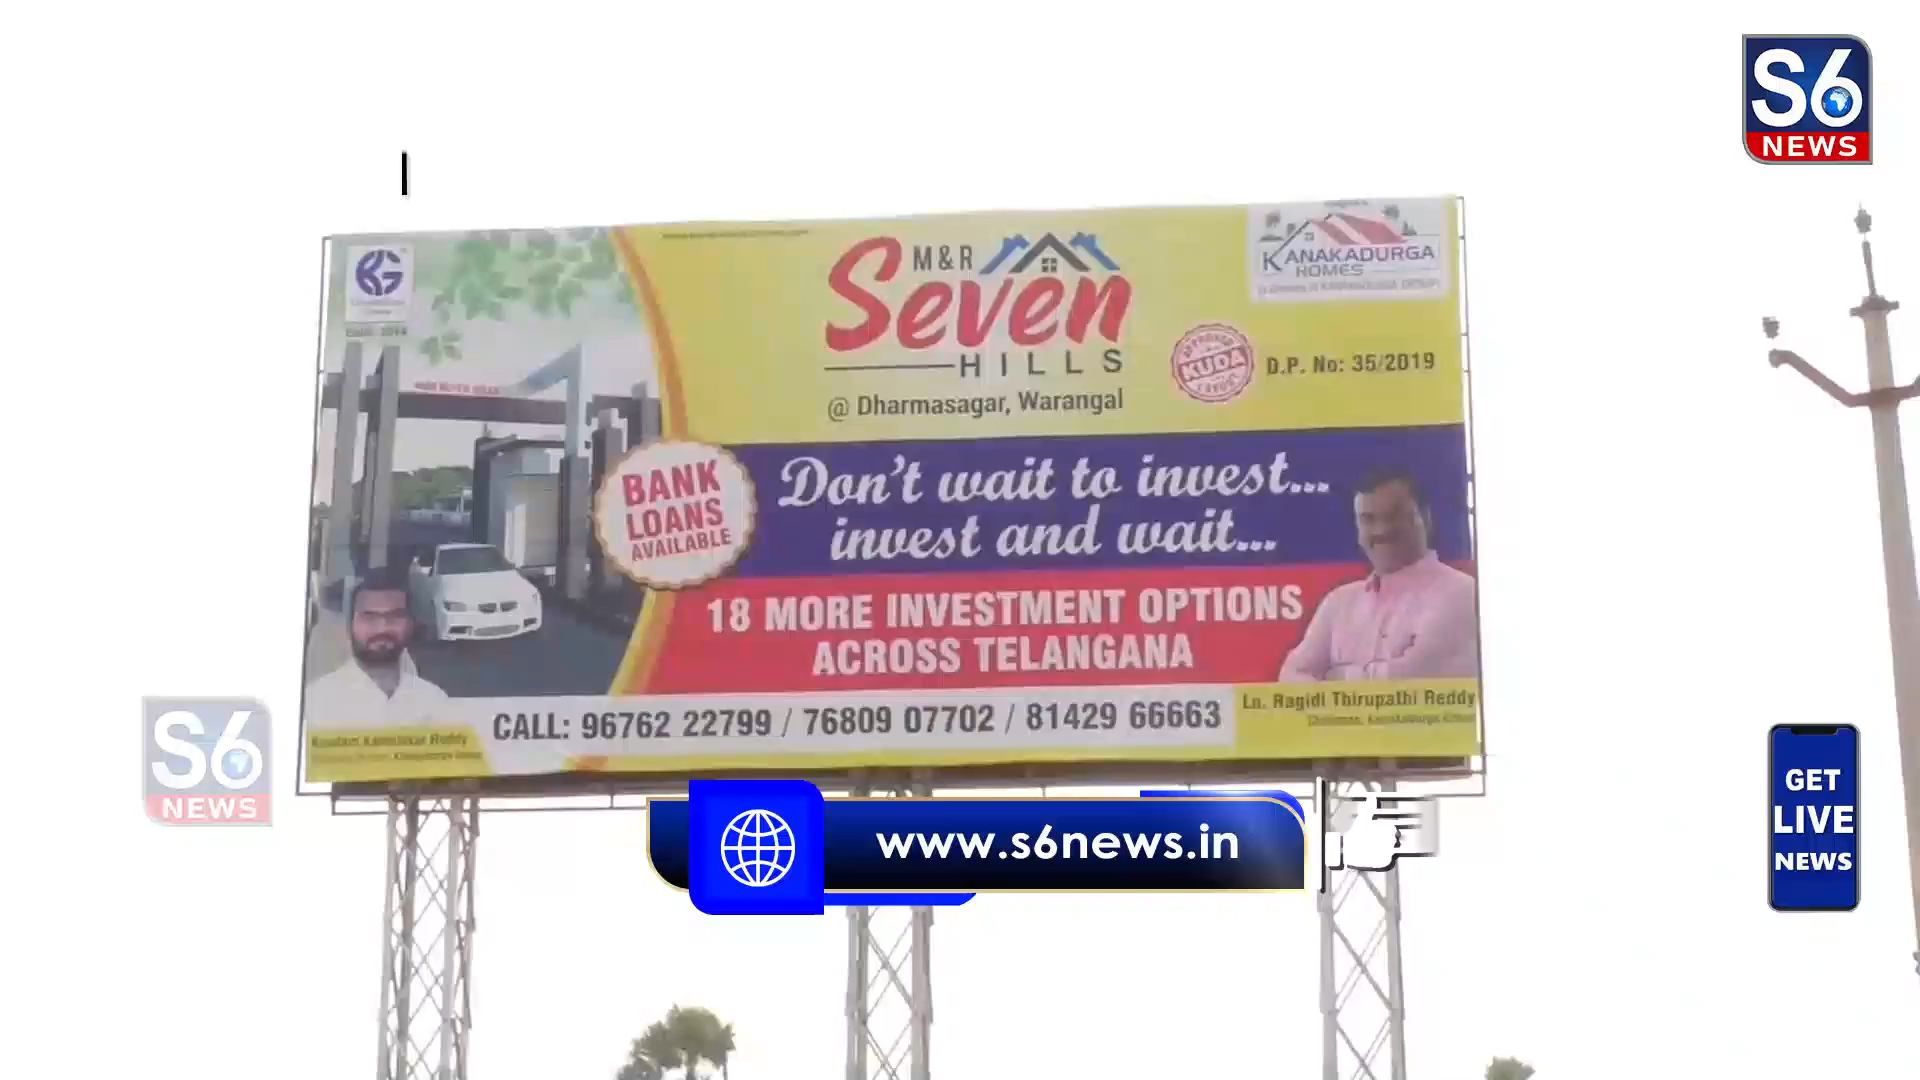 S6
NEWS
M&R
Seven
HILLS
@ Dharmasagar, Warangal
KANAKADURGA
HOMES
APPROVED
KUDA
LAYOUT
D.P. No: 35/2019
BANK
LOANS
AVAILABLE
Don't wait to invest...
invest and wait...
18 MORE INVESTMENT OPTIONS
ACROSS TELANGANA
CALL: 96762 22799 / 76809 07702 / 81429 66663
Ln. Ragidi Thirupathi Reddy
S6
NEWS
www.s6news.in
GET
LIVE
NEWS